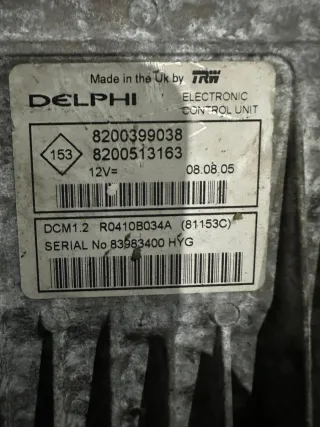 Made in the Uk by TRW
DELPHI ELECTRONIC
CONTROL UNIT
8200399038
153
8200513163
12V= 08.08.05
DCM1.2 R0410B034A (81153C)
SERIAL No 83983400 HYG